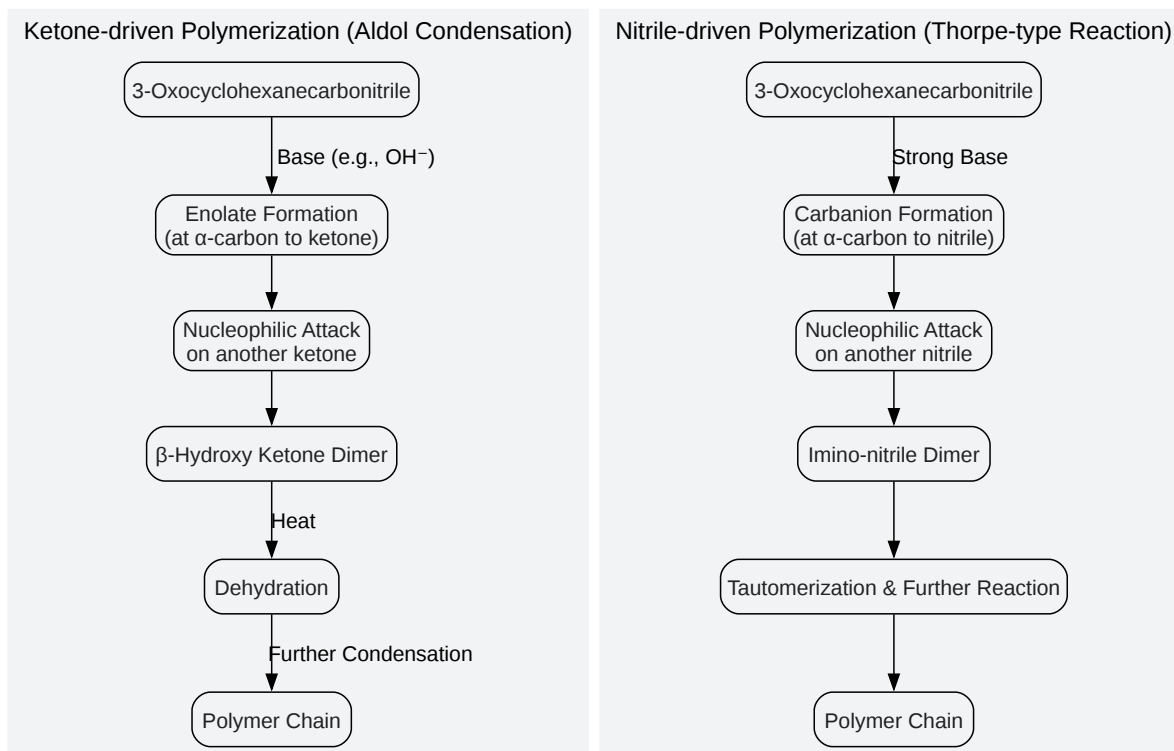 Ketone-driven Polymerization (Aldol Condensation)
3-Oxocyclohexanecarbonitrile
Base (e.g., OH⁻)
Enolate Formation
(at α-carbon to ketone)
Nucleophilic Attack
on another ketone
β-Hydroxy Ketone Dimer
Heat
Dehydration
Further Condensation
Polymer Chain
Nitrile-driven Polymerization (Thorpe-type Reaction)
3-Oxocyclohexanecarbonitrile
Strong Base
Carbanion Formation
(at α-carbon to nitrile)
Nucleophilic Attack
on another nitrile
Imino-nitrile Dimer
Tautomerization & Further Reaction
Polymer Chain